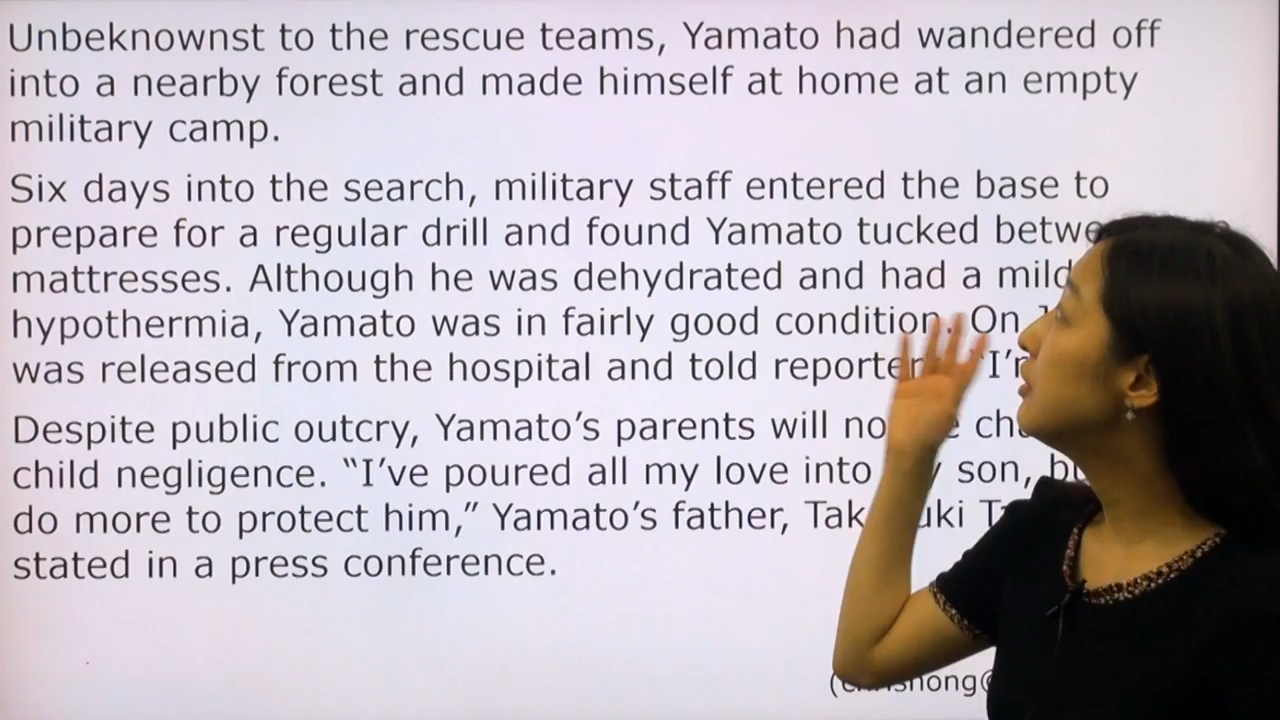 Unbeknownst to the rescue teams, Yamato had wandered off
into a nearby forest and made himself at home at an empty
military camp.
Six days into the search, military staff entered the base to
prepare for a regular drill and found Yamato tucked
mattresses. Although he was dehydrated and had a mild
hypothermia, Yamato was in fairly good condition. On
was released from the hospital and told
Despite public outcry, Yamato's parents will
child negligence. “I've poured all my love into son,
do more to protect him,” Yamato's father,
stated in a press conference.